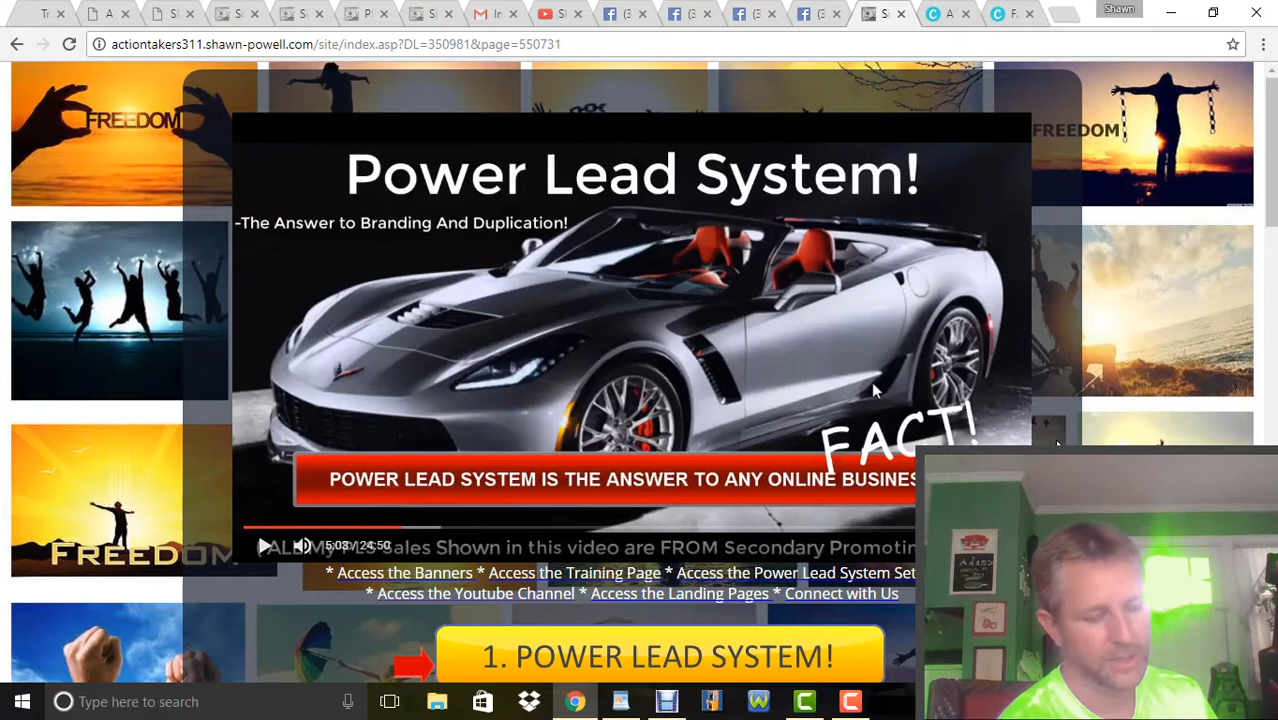 Shawn
actiontakers311.shawn-powell.com/site/index.asp?DL=350981&page=550731
FREEDOM
FREEDOM
Power Lead System!
-The Answer to Branding And Duplication!
FACT!
POWER LEAD SYSTEM IS THE ANSWER TO ANY ONLINE BUSINES
FREEDOM
5:03 / 24:50
Sales Shown in this video are FROM Secondary Promotin
* Access the Banners * Access the Training Page * Access the Power Lead System Set
* Access the Youtube Channel * Access the Landing Pages * Connect with Us
1. POWER LEAD SYSTEM!
Type here to search